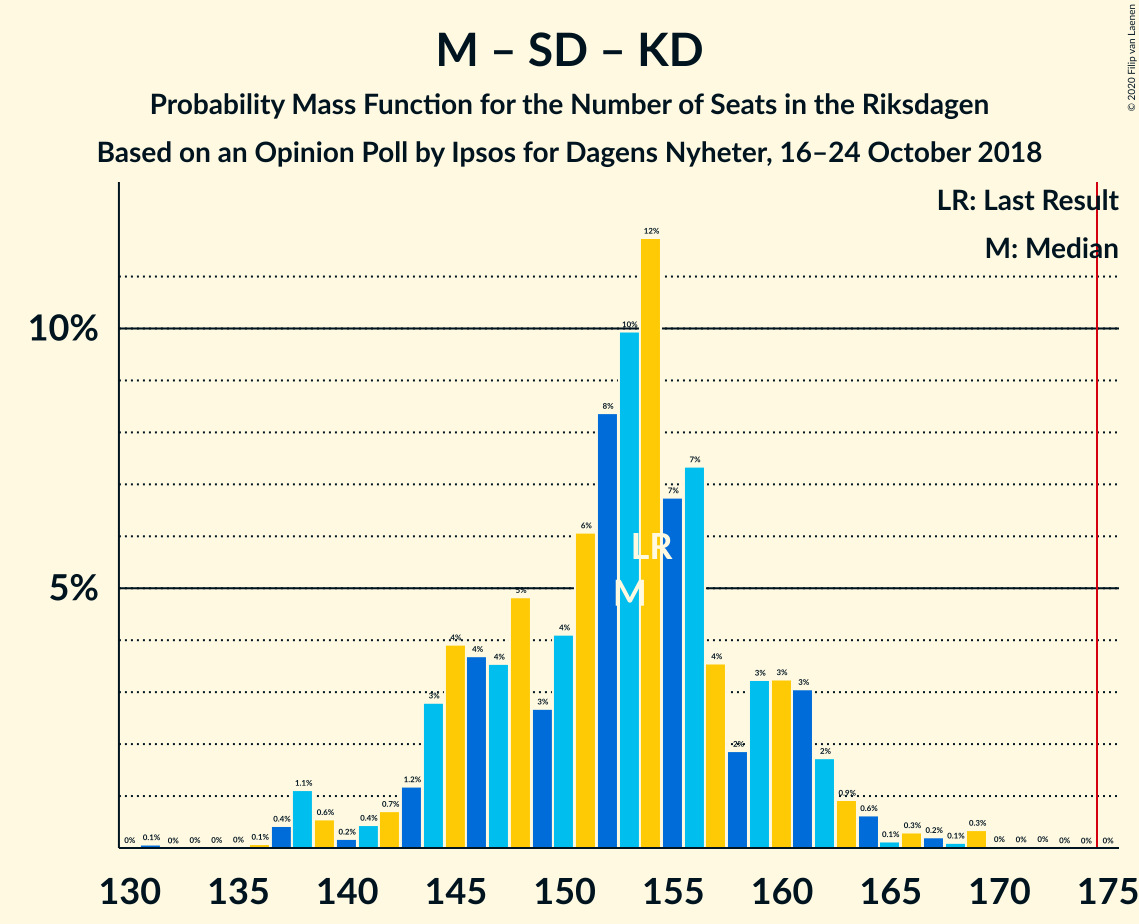 M – SD – KD
Probability Mass Function for the Number of Seats in the Riksdagen
Based on an Opinion Poll by Ipsos for Dagens Nyheter, 16–24 October 2018
© 2020 Filip van Laenen
LR: Last Result
M: Median
10%
5%
0% 0.1% 0% 0% 0% 0% 0.1% 0.4% 1.1% 0.6% 0.2% 0.4% 0.7% 1.2% 3% 4% 4% 4% 5% 3% 4% 6% 8% 10% 12% 7% 7% 4% 2% 3% 3% 3% 2% 0.9% 0.6% 0.1% 0.3% 0.2% 0.1% 0.3% 0% 0% 0% 0% 0% 0%
LR
M
130 135 140 145 150 155 160 165 170 175